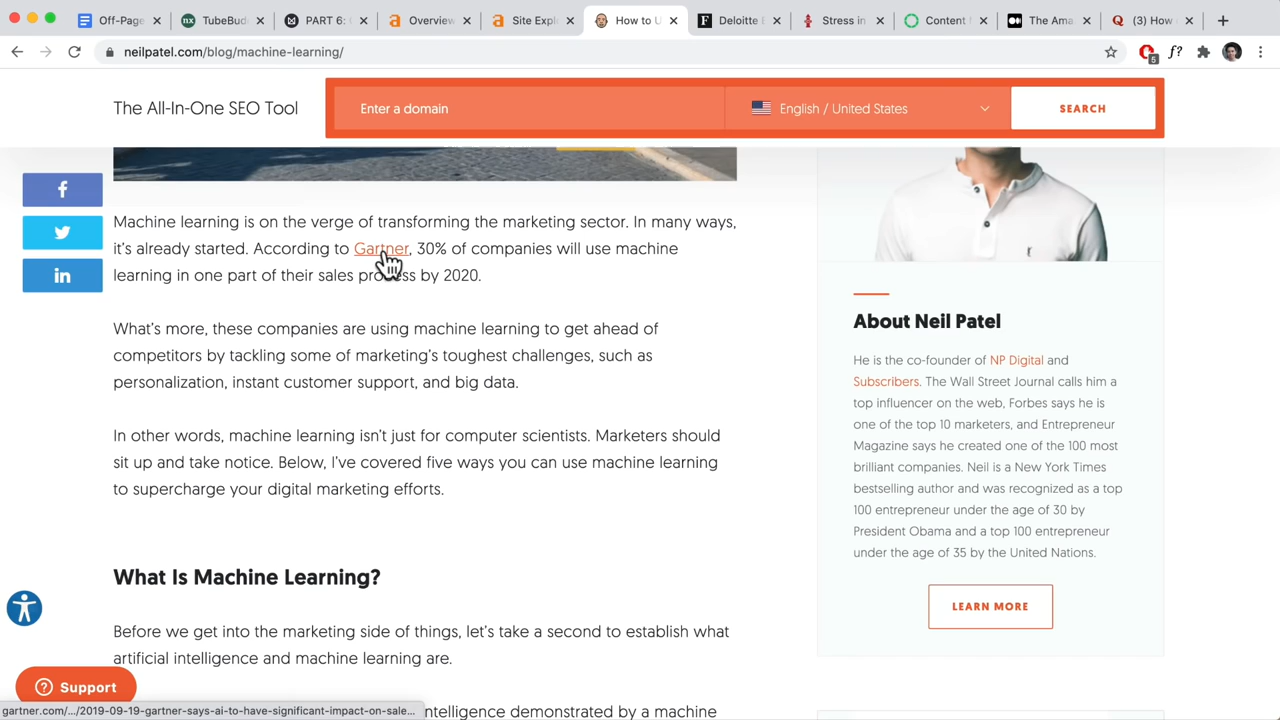 Off-Page
TubeBud
PART 6:
Overview
Site Expl
How to U
Deloitte
Stress in
Content
The Ama
(3) How
neilpatel.com/blog/machine-learning/
5
f?
The All-In-One SEO Tool
Enter a domain
English / United States
SEARCH
Machine learning is on the verge of transforming the marketing sector. In many ways,
it's already started. According to Gartner, 30% of companies will use machine
learning in one part of their sales process by 2020.
What's more, these companies are using machine learning to get ahead of
competitors by tackling some of marketing's toughest challenges, such as
personalization, instant customer support, and big data.
In other words, machine learning isn't just for computer scientists. Marketers should
sit up and take notice. Below, I've covered five ways you can use machine learning
to supercharge your digital marketing efforts.
What Is Machine Learning?
Before we get into the marketing side of things, let's take a second to establish what
artificial intelligence and machine learning are.
intelligence demonstrated by a machine
About Neil Patel
He is the co-founder of NP Digital and
Subscribers. The Wall Street Journal calls him a
top influencer on the web, Forbes says he is
one of the top 10 marketers, and Entrepreneur
Magazine says he created one of the 100 most
brilliant companies. Neil is a New York Times
bestselling author and was recognized as a top
100 entrepreneur under the age of 30 by
President Obama and a top 100 entrepreneur
under the age of 35 by the United Nations.
LEARN MORE
Support
gartner.com/.../2019-09-19-gartner-says-ai-to-have-significant-impact-on-sale...